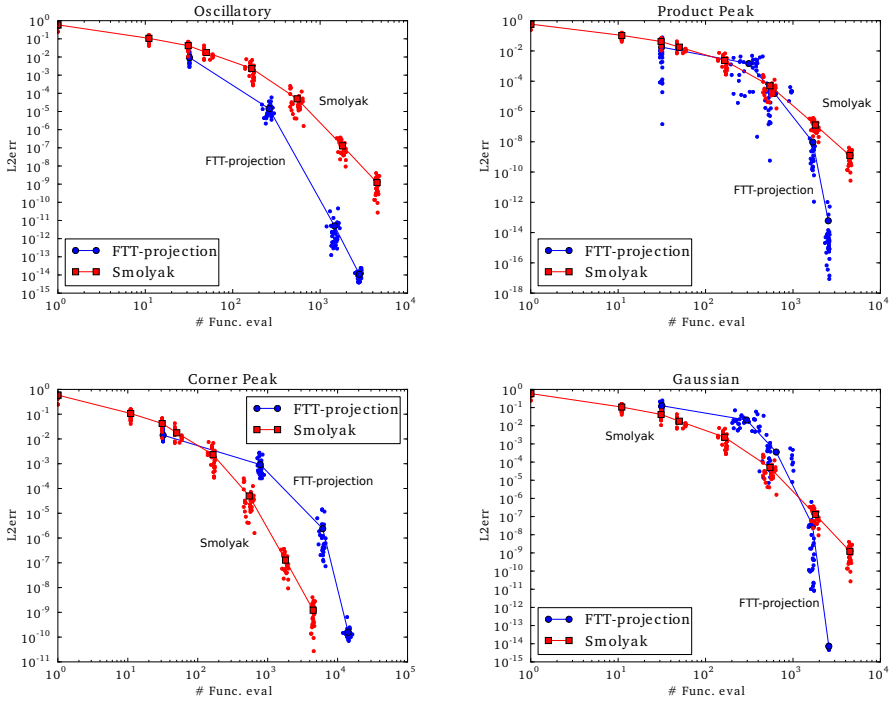 Oscillatory
10^0
10^-1
10^-2
10^-3
10^-4
10^-5
10^-6
10^-7
10^-8
10^-9
10^-10
10^-11
10^-12
10^-13
10^-14
10^-15
L2err
Smolyak
FTT-projection
FTT-projection
Smolyak
10^0 10^1 10^2 10^3 10^4
# Func. eval
Product Peak
10^0
10^-2
10^-4
10^-6
10^-8
10^-10
10^-12
10^-14
10^-16
10^-18
L2err
Smolyak
FTT-projection
FTT-projection
Smolyak
10^0 10^1 10^2 10^3 10^4
# Func. eval
Corner Peak
10^0
10^-1
10^-2
10^-3
10^-4
10^-5
10^-6
10^-7
10^-8
10^-9
10^-10
10^-11
L2err
FTT-projection
Smolyak
FTT-projection
Smolyak
10^0 10^1 10^2 10^3 10^4 10^5
# Func. eval
Gaussian
10^0
10^-1
10^-2
10^-3
10^-4
10^-5
10^-6
10^-7
10^-8
10^-9
10^-10
10^-11
10^-12
10^-13
10^-14
10^-15
L2err
Smolyak
FTT-projection
FTT-projection
Smolyak
10^0 10^1 10^2 10^3 10^4
# Func. eval